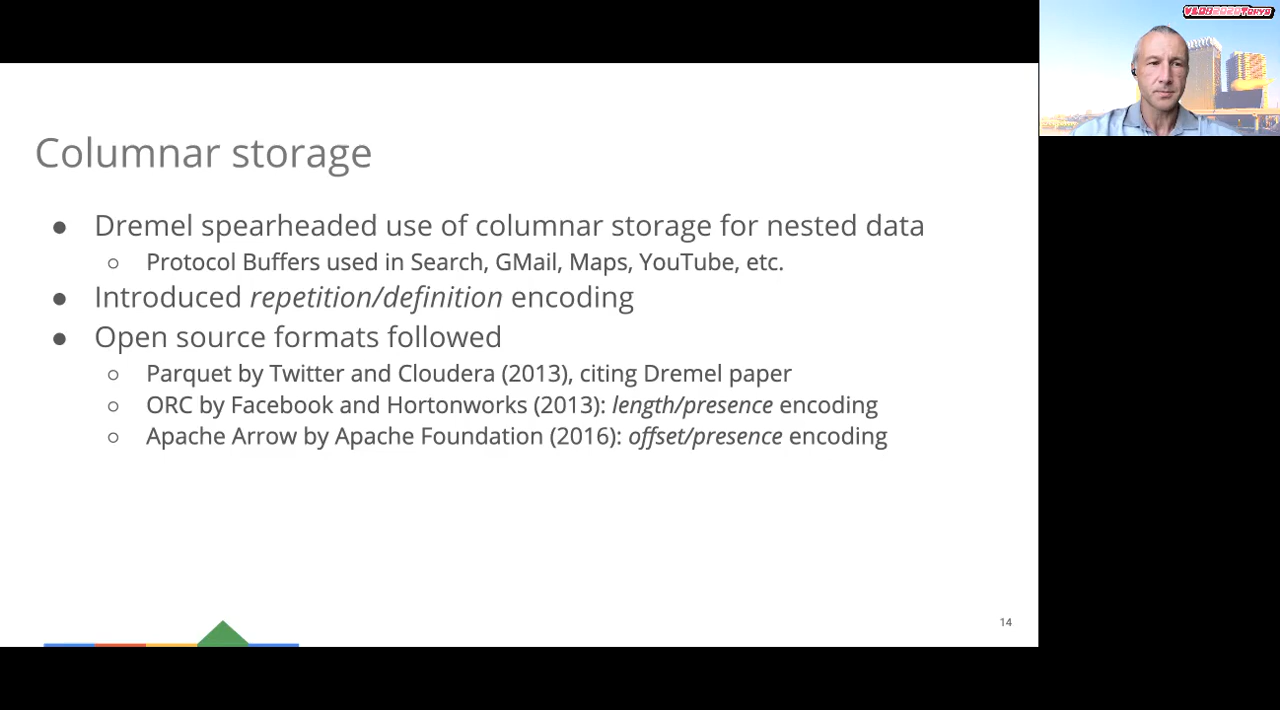 VLDB2020Tokyo
Columnar storage
● Dremel spearheaded use of columnar storage for nested data
○ Protocol Buffers used in Search, GMail, Maps, YouTube, etc.
● Introduced repetition/definition encoding
● Open source formats followed
○ Parquet by Twitter and Cloudera (2013), citing Dremel paper
○ ORC by Facebook and Hortonworks (2013): length/presence encoding
○ Apache Arrow by Apache Foundation (2016): offset/presence encoding
14